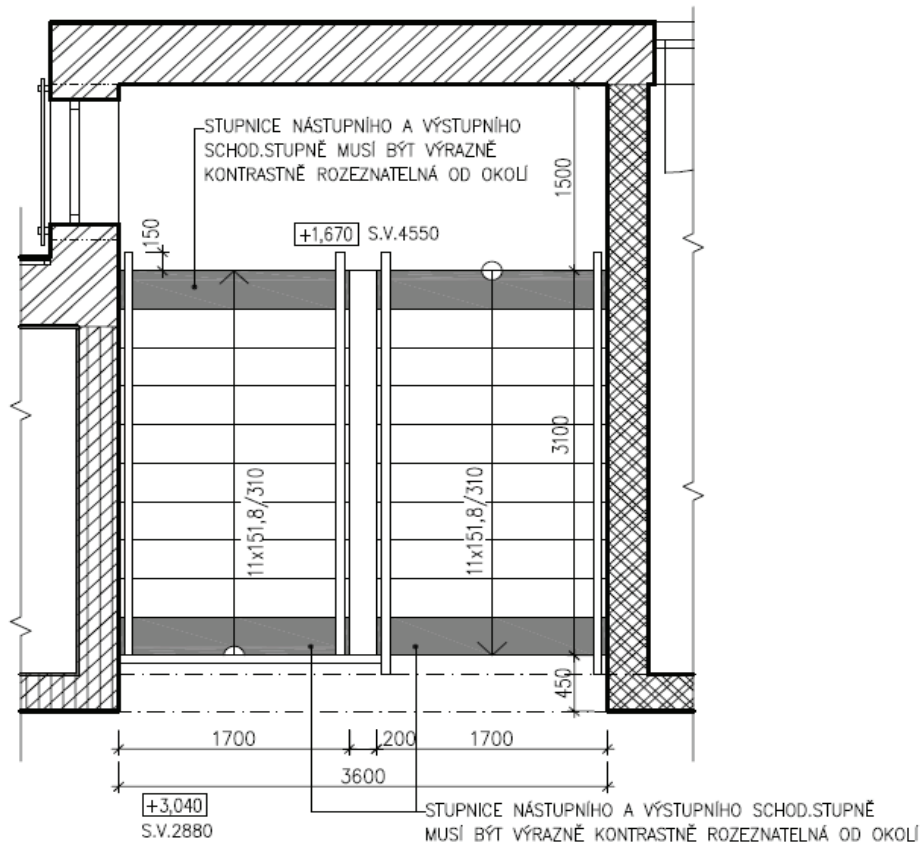 STUPNICE NÁSTUPNÍHO A VÝSTUPNÍHO
SCHOD.STUPNĚ MUSÍ BÝT VÝRAZNĚ
KONTRASTNĚ ROZEZNATELNÁ OD OKOLÍ
1500
150
+1,670 S.V.4550
3100
11x151,8/310
11x151,8/310
450
1700
200
1700
3600
+3,040
S.V.2880
STUPNICE NÁSTUPNÍHO A VÝSTUPNÍHO SCHOD.STUPNĚ
MUSÍ BÝT VÝRAZNĚ KONTRASTNĚ ROZEZNATELNÁ OD OKOLÍ